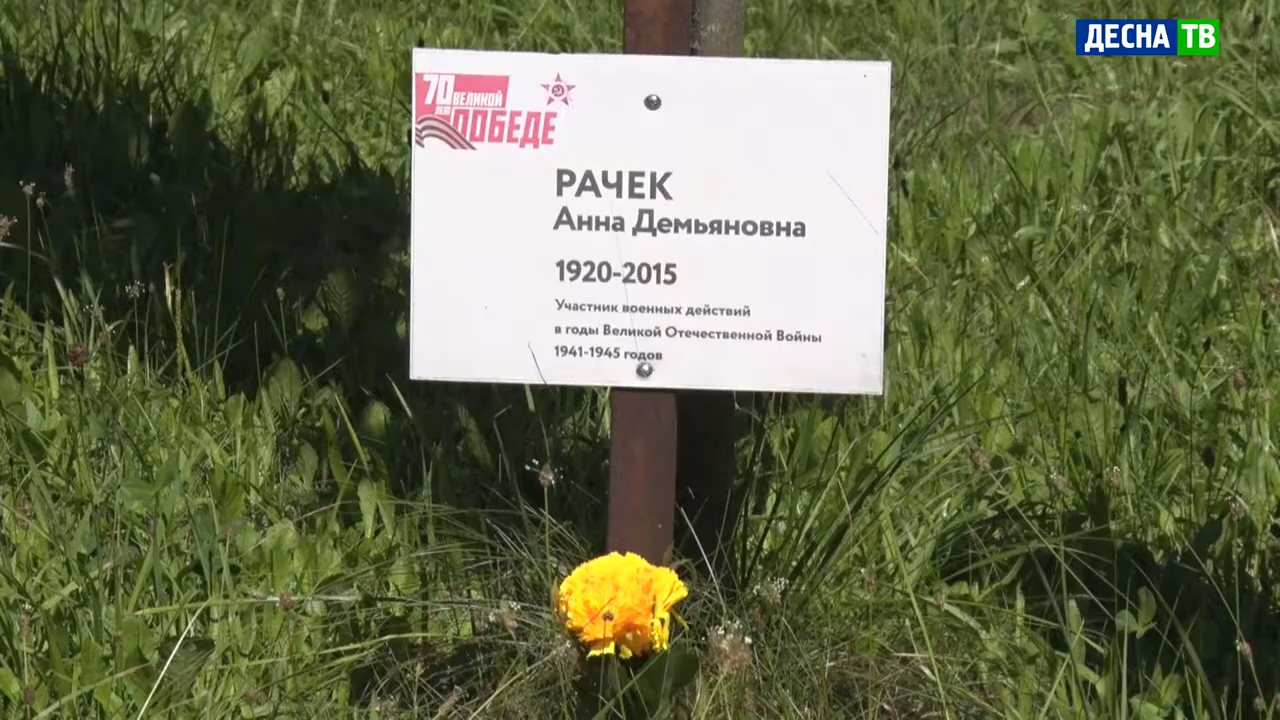 ДЕСНА ТВ
70 ВЕЛИКОЙ
ЛЕТ ПОБЕДЕ
РАЧЕК
Анна Демьяновна
1920-2015
Участник военных действий
в годы Великой Отечественной Войны
1941-1945 годов